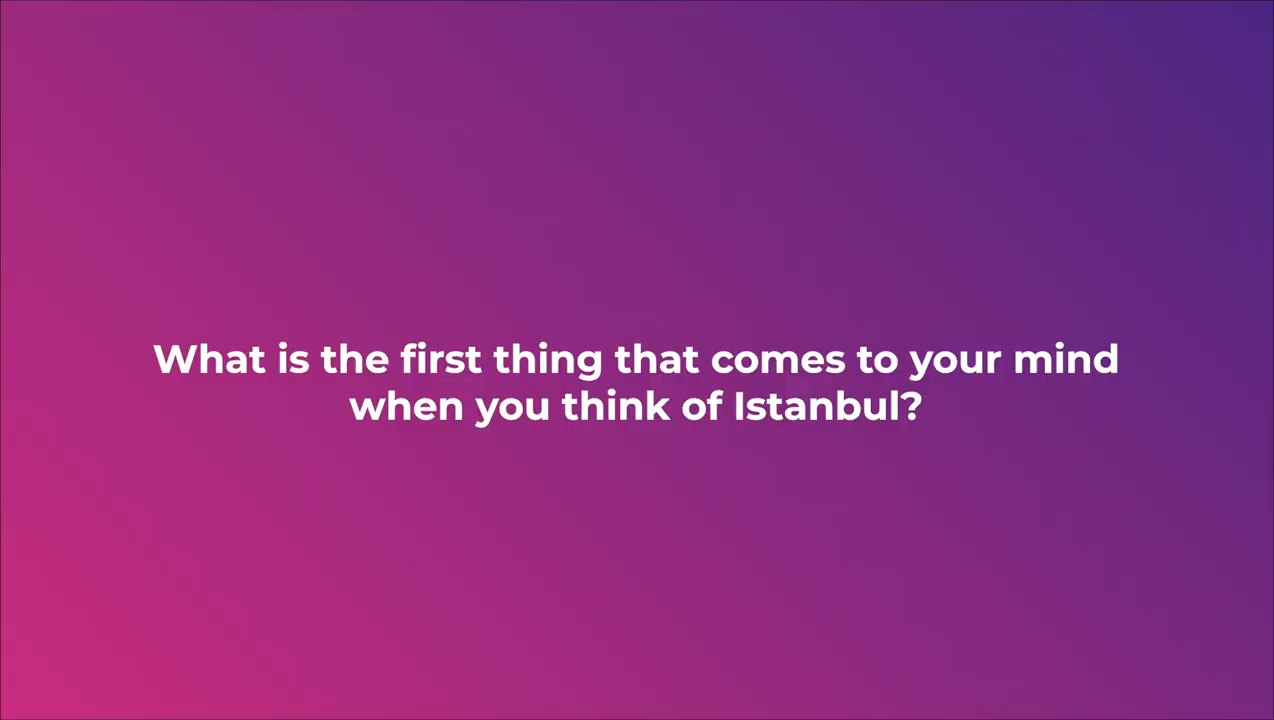 What is the first thing that comes to your mind
when you think of Istanbul?